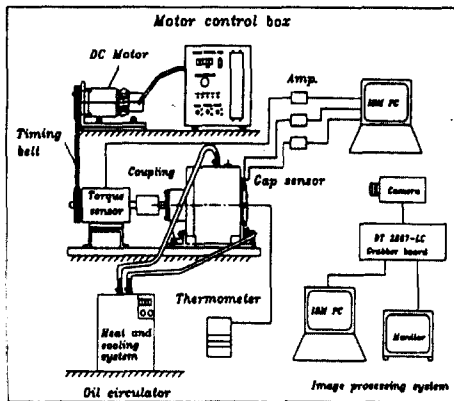 Motor control box
DC Motor
Amp.
IBM PC
Timing
belt
Coupling
Gap sensor
Torque
sensor
Camera
DT 2867-LC
Grabber board
Thermometer
IBM PC
Monitor
Heat and
cooling
system
Oil circulator
Image processing system